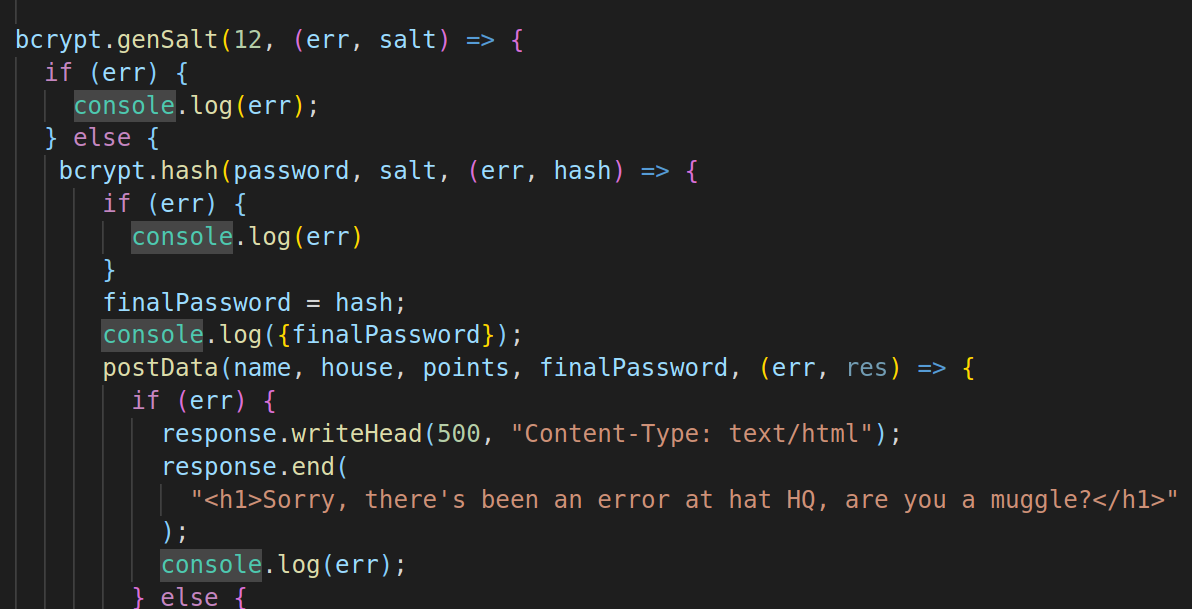 bcrypt.genSalt(12, (err, salt) => {
  if (err) {
    console.log(err);
  } else {
   bcrypt.hash(password, salt, (err, hash) => {
      if (err) {
        console.log(err)
      }
      finalPassword = hash;
      console.log({finalPassword});
      postData(name, house, points, finalPassword, (err, res) => {
        if (err) {
          response.writeHead(500, "Content-Type: text/html");
          response.end(
            "<h1>Sorry, there's been an error at hat HQ, are you a muggle?</h1>"
          );
          console.log(err);
        } else {